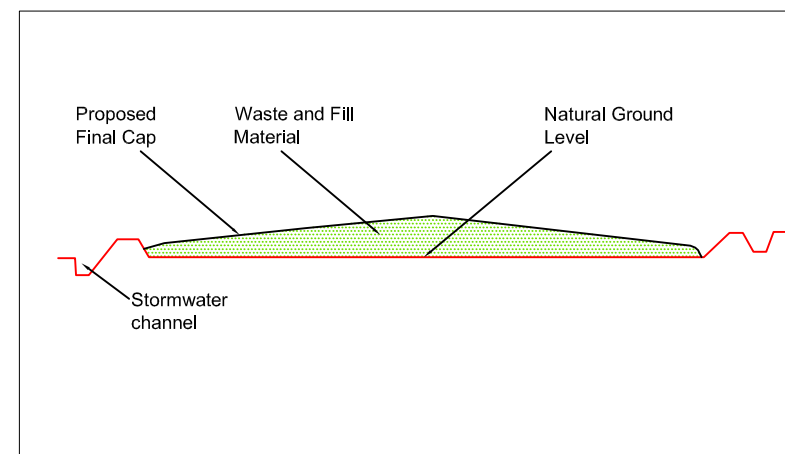 Proposed
Final Cap
Waste and Fill
Material
Natural Ground
Level
Stormwater
channel